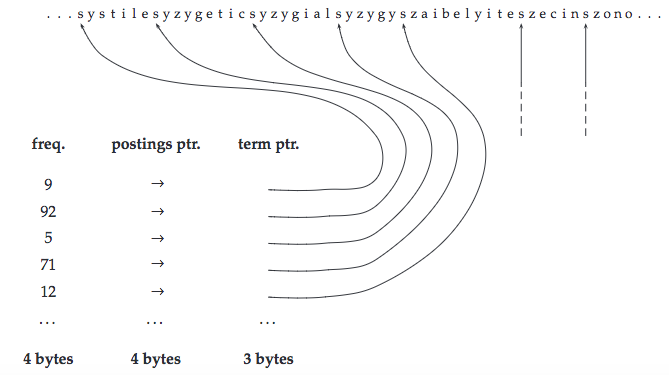 . . . s y s t i l e s y z y g e t i c s y z y g i a l s y z y g y s z a i b e l y i t e s z e c i n s z o n o . . .
freq. postings ptr. term ptr.
9 →
92 →
5 →
71 →
12 →
. . . . . . . . .
4 bytes 4 bytes 3 bytes